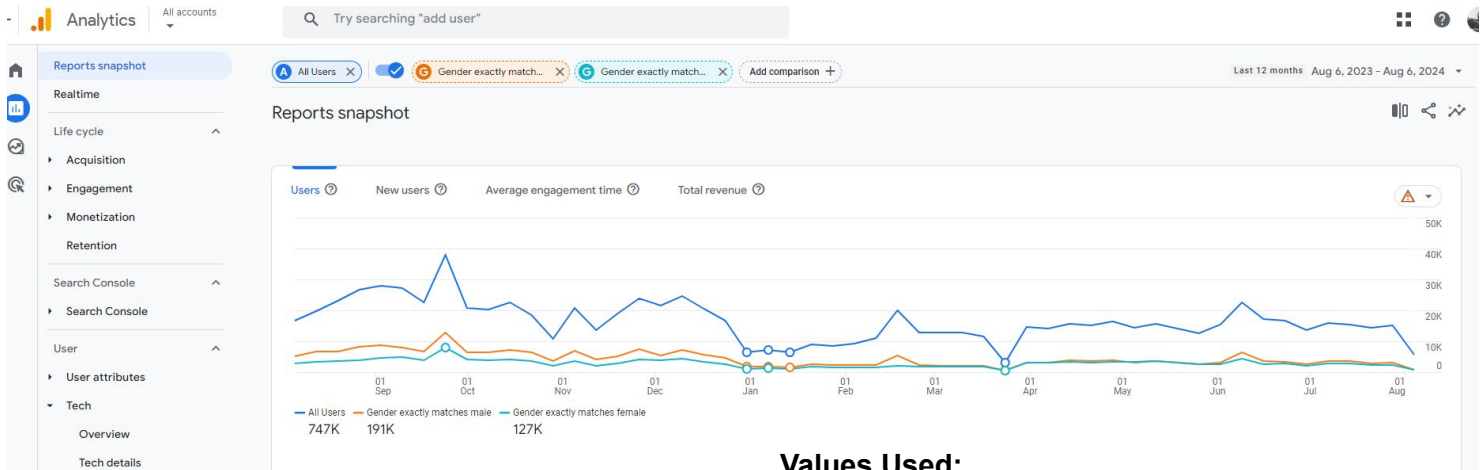 Analytics
All accounts
Try searching "add user"
Reports snapshot
Realtime
Life cycle
Acquisition
Engagement
Monetization
Retention
Search Console
Search Console
User
User attributes
Tech
Overview
Tech details
A All Users
G Gender exactly match...
G Gender exactly match...
Add comparison +
Last 12 months Aug 6, 2023 - Aug 6, 2024
Reports snapshot
Users
New users
Average engagement time
Total revenue
50K
40K
30K
20K
10K
0
01 Sep
01 Oct
01 Nov
01 Dec
01 Jan
01 Feb
01 Mar
01 Apr
01 May
01 Jun
01 Jul
01 Aug
All Users Gender exactly matches male Gender exactly matches female
747K 191K 127K
Values Used: